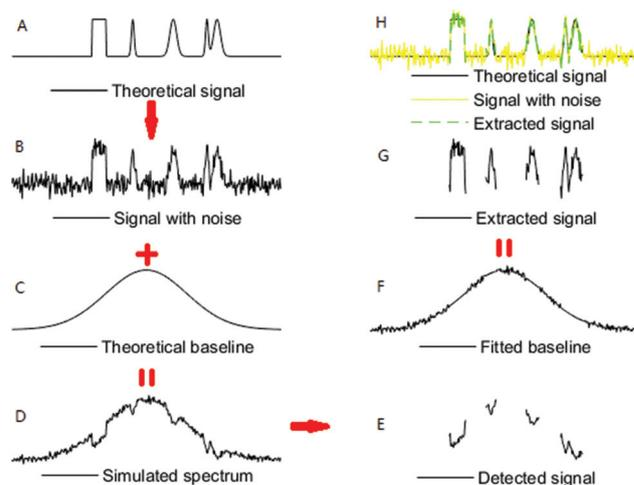 A
Theoretical signal
B
Signal with noise
C
Theoretical baseline
D
Simulated spectrum
H
Theoretical signal
Signal with noise
Extracted signal
G
Extracted signal
F
Fitted baseline
E
Detected signal